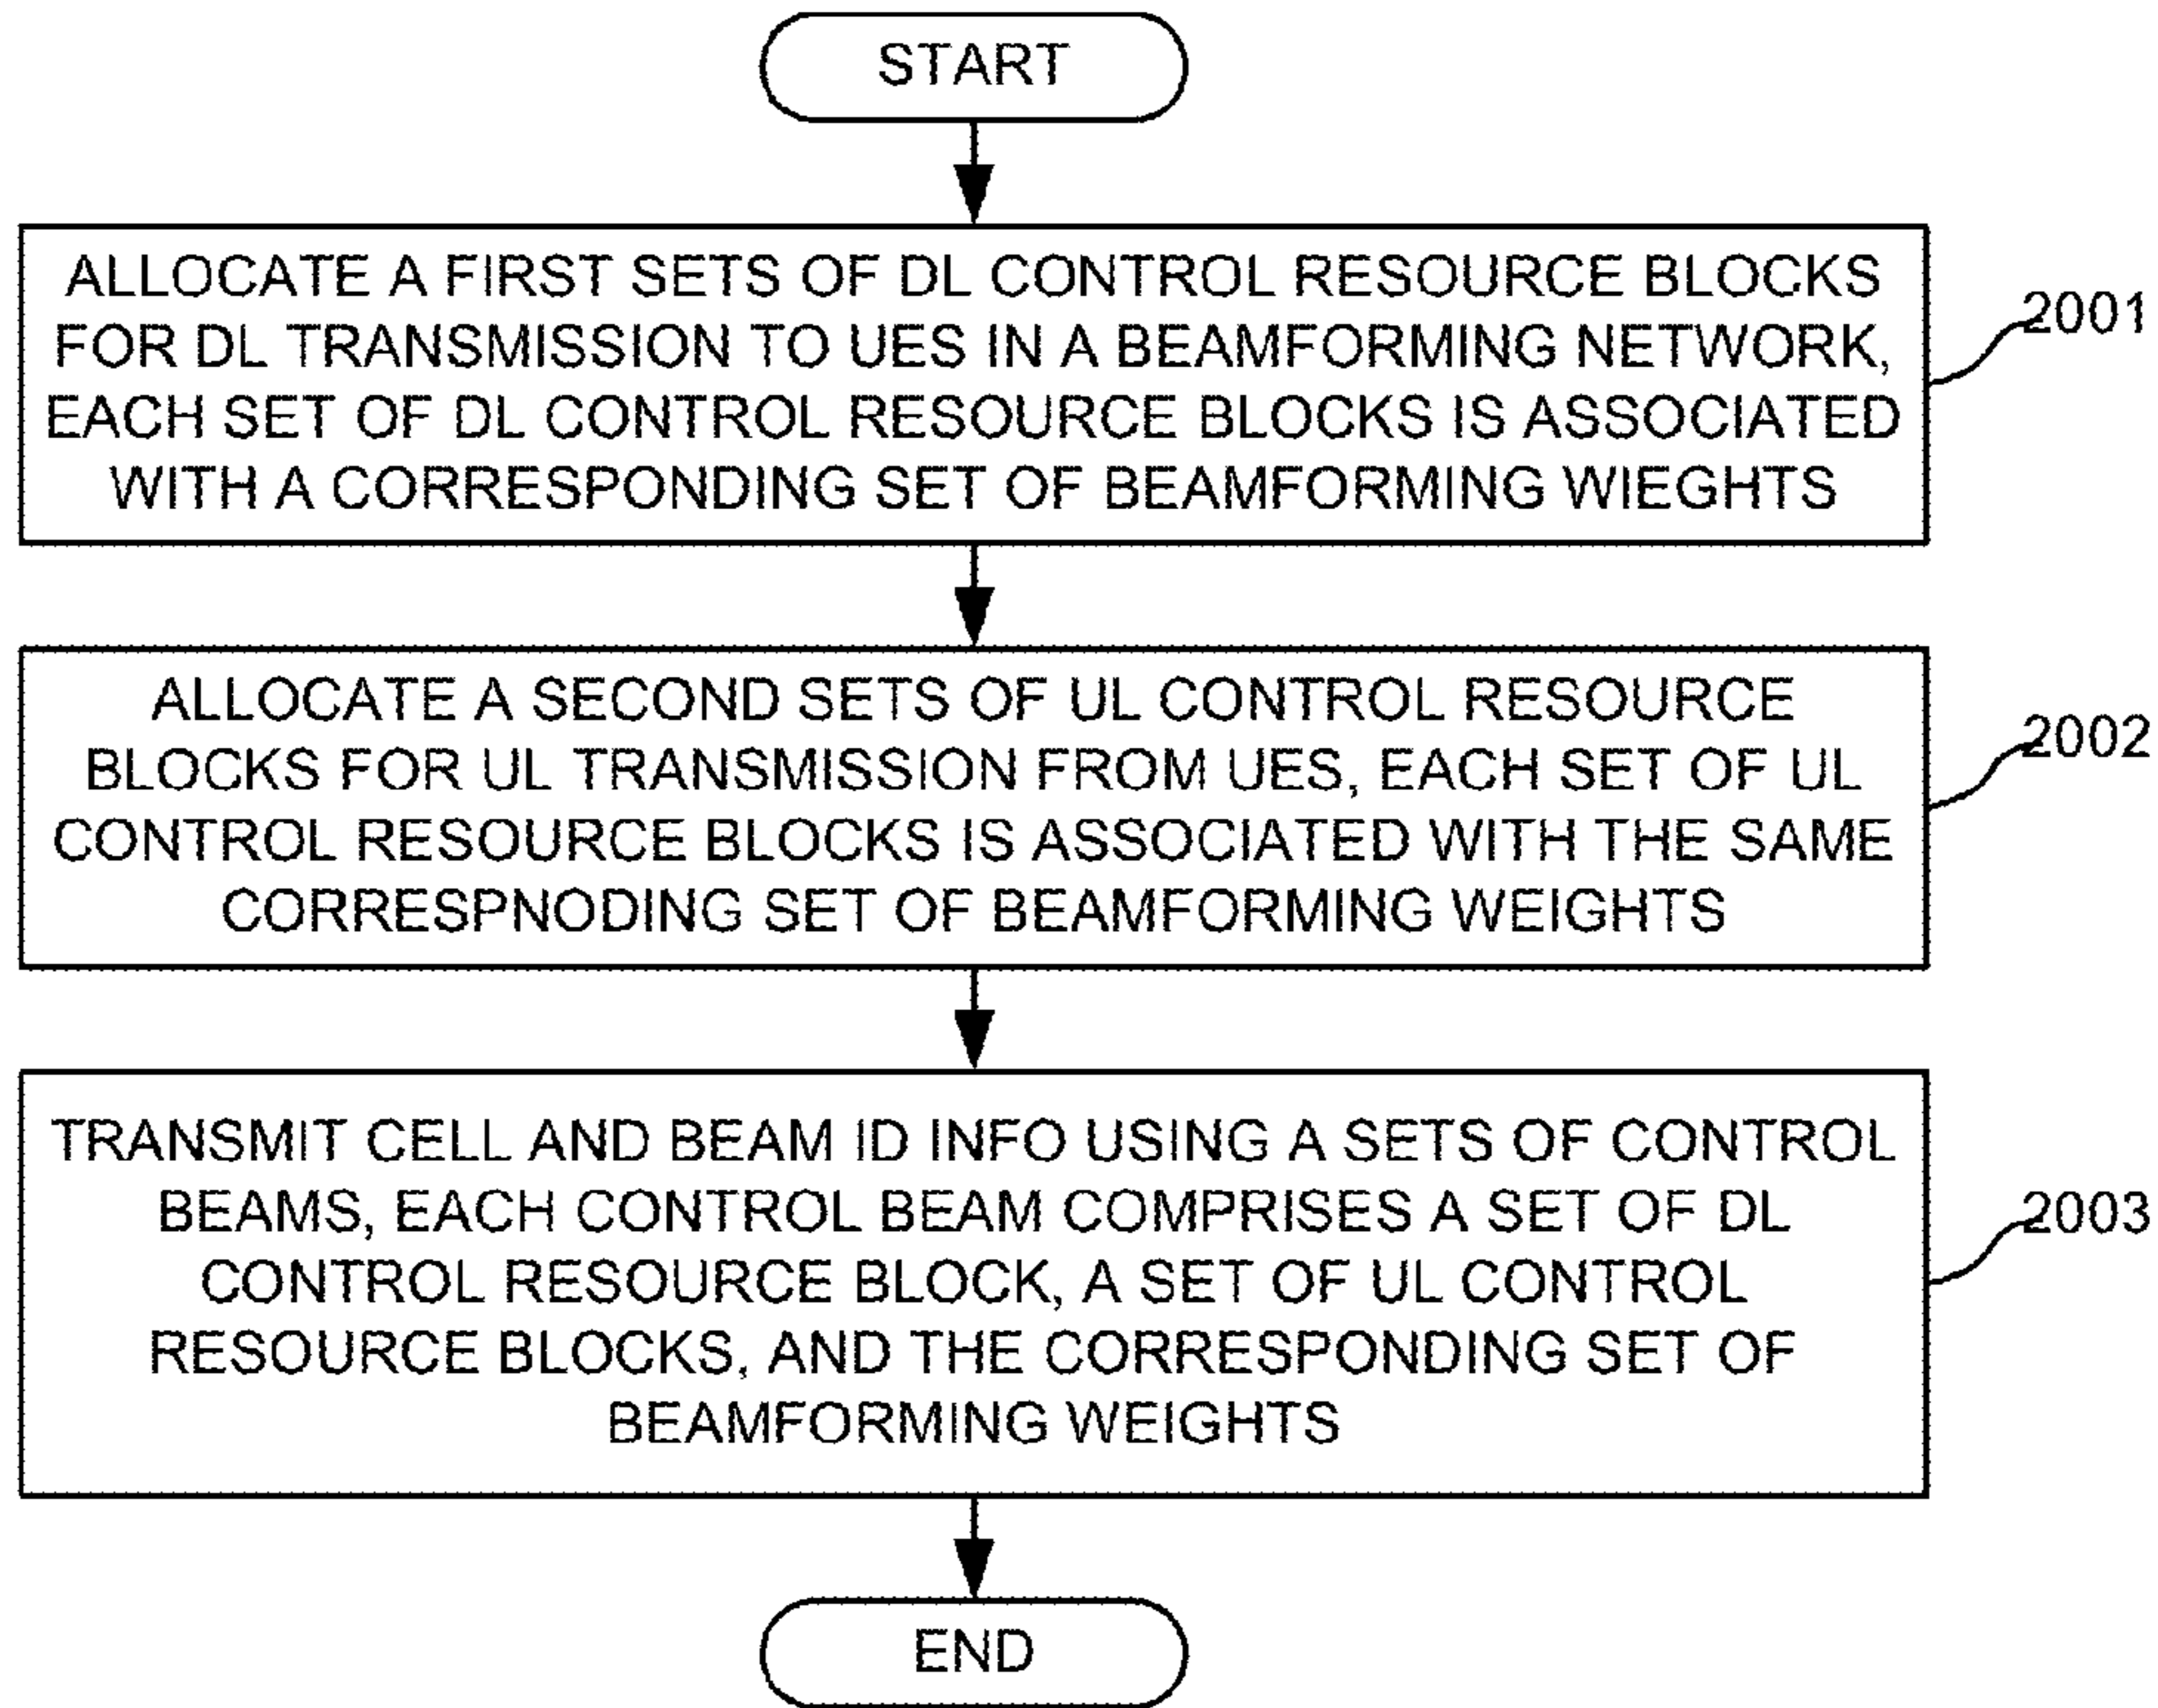 START
ALLOCATE A FIRST SETS OF DL CONTROL RESOURCE BLOCKS
FOR DL TRANSMISSION TO UES IN A BEAMFORMING NETWORK,
EACH SET OF DL CONTROL RESOURCE BLOCKS IS ASSOCIATED
WITH A CORRESPONDING SET OF BEAMFORMING WIEGHTS
2001
ALLOCATE A SECOND SETS OF UL CONTROL RESOURCE
BLOCKS FOR UL TRANSMISSION FROM UES, EACH SET OF UL
CONTROL RESOURCE BLOCKS IS ASSOCIATED WITH THE SAME
CORRESPNODING SET OF BEAMFORMING WEIGHTS
2002
TRANSMIT CELL AND BEAM ID INFO USING A SETS OF CONTROL
BEAMS, EACH CONTROL BEAM COMPRISES A SET OF DL
CONTROL RESOURCE BLOCK, A SET OF UL CONTROL
RESOURCE BLOCKS, AND THE CORRESPONDING SET OF
BEAMFORMING WEIGHTS
2003
END